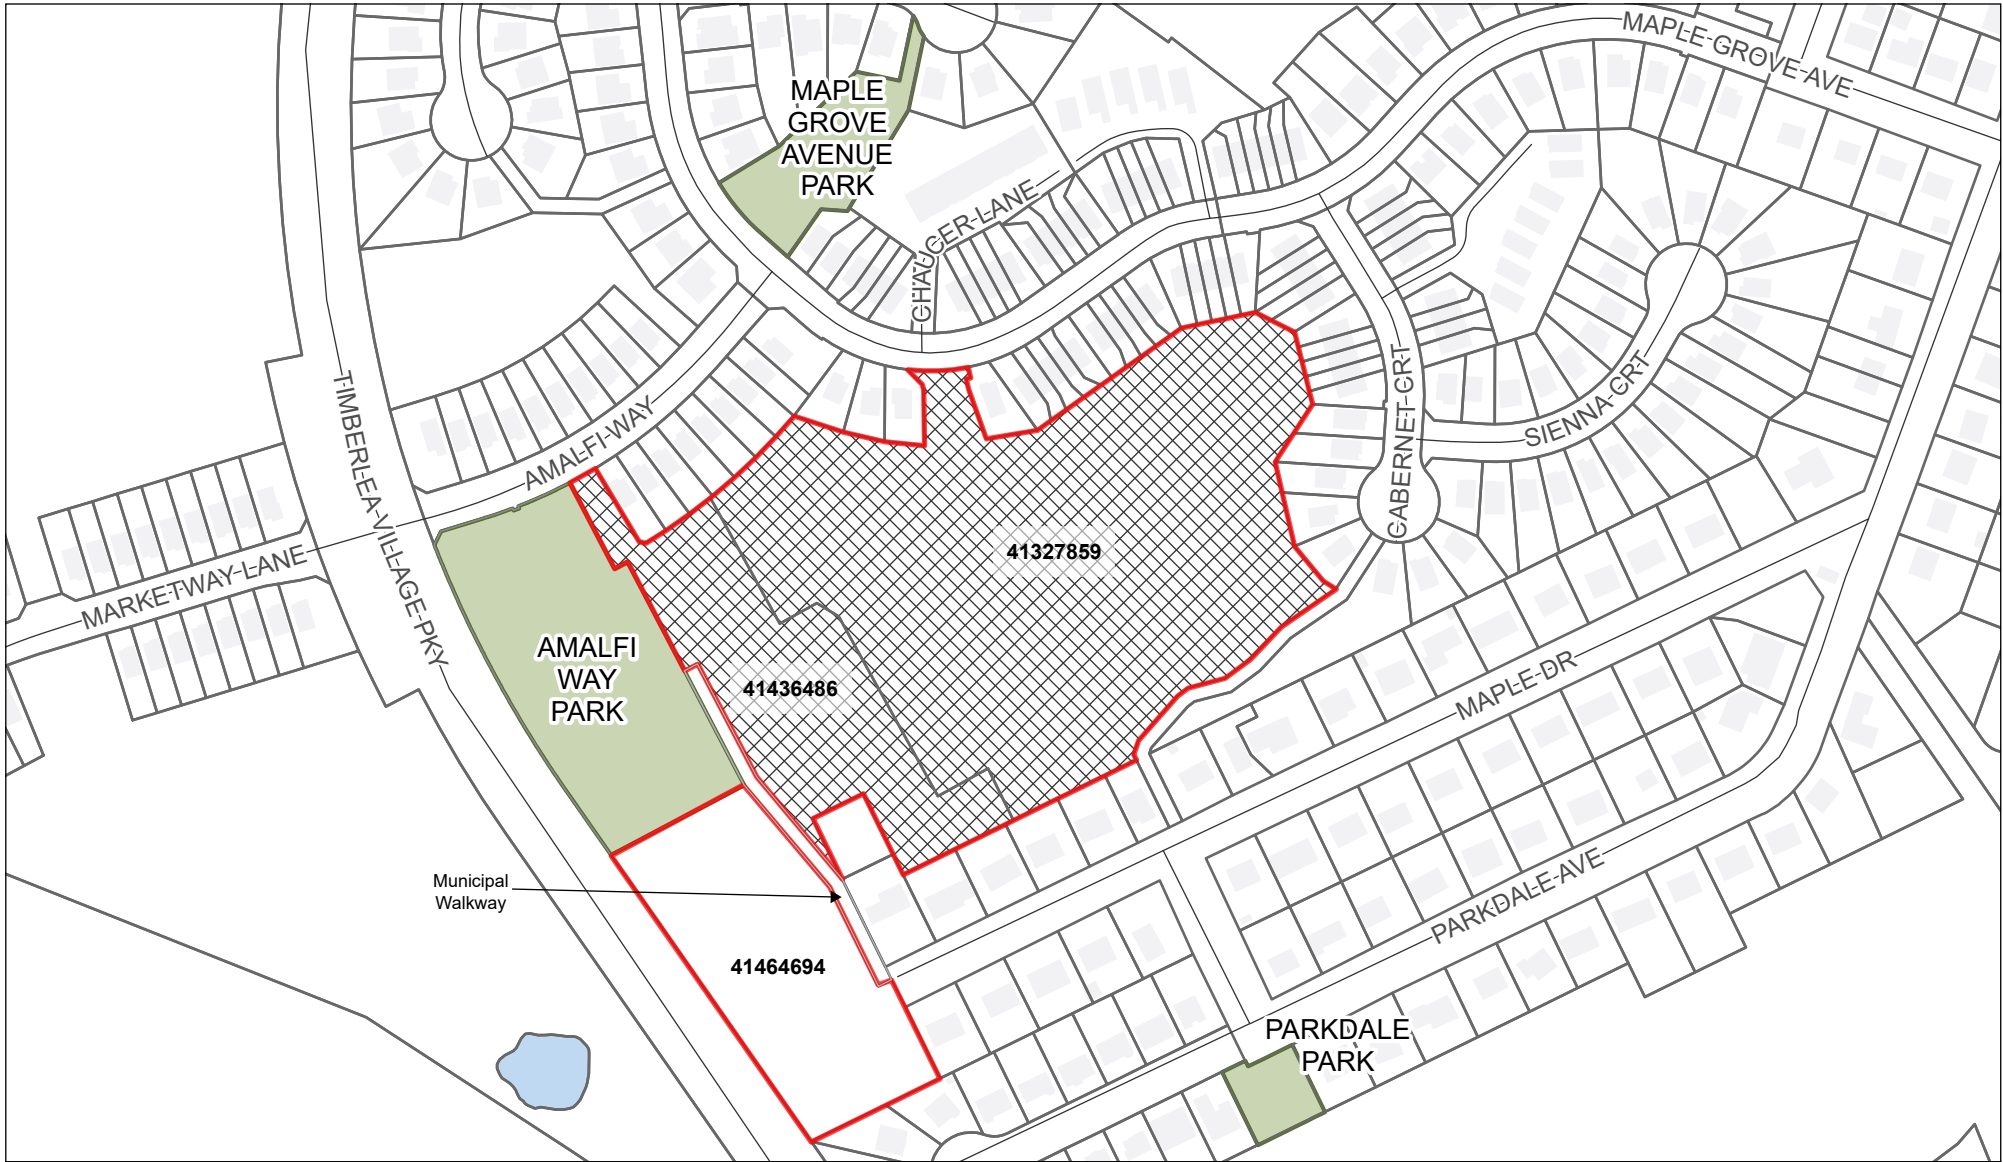 MAPLE GROVE AVE
MAPLE
GROVE
AVENUE
PARK
CHAUCER LANE
TIMBERLEA VILLAGE PKY
AMALFI WAY
CABERNET CRT
SIENNA CRT
MARKETWAY LANE
41327859
AMALFI
WAY
PARK
41436486
MAPLE DR
Municipal
Walkway
PARKDALE AVE
41464694
PARKDALE
PARK